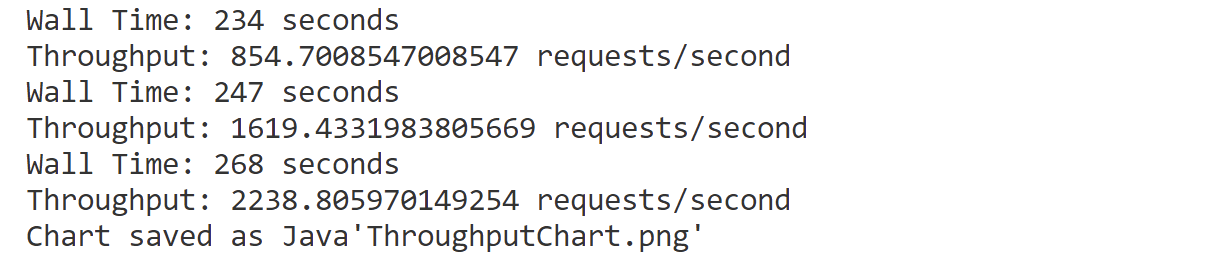 Wall Time: 234 seconds
Throughput: 854.7008547008547 requests/second
Wall Time: 247 seconds
Throughput: 1619.4331983805669 requests/second
Wall Time: 268 seconds
Throughput: 2238.805970149254 requests/second
Chart saved as Java'ThroughputChart.png'